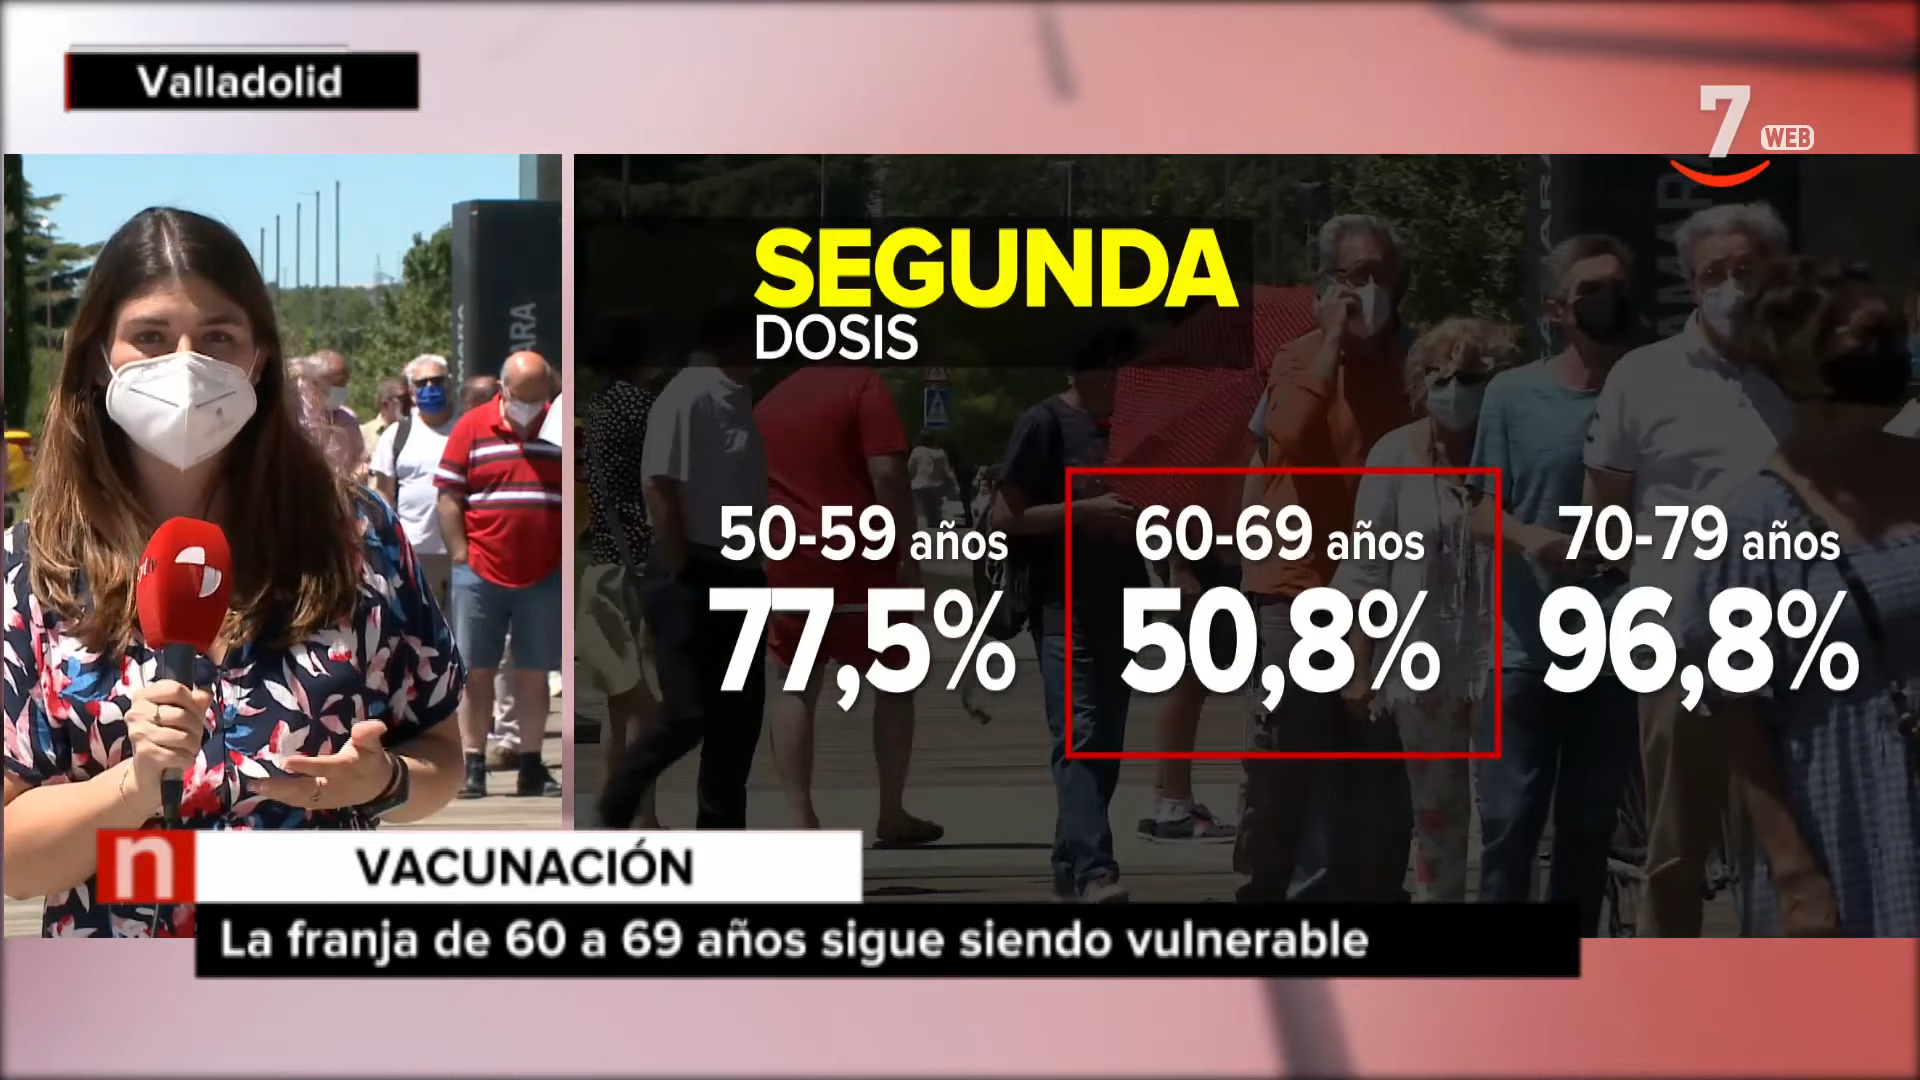 Valladolid
7
WEB
SEGUNDA
DOSIS
50-59 años
77,5%
60-69 años
50,8%
70-79 años
96,8%
n
VACUNACIÓN
La franja de 60 a 69 años sigue siendo vulnerable